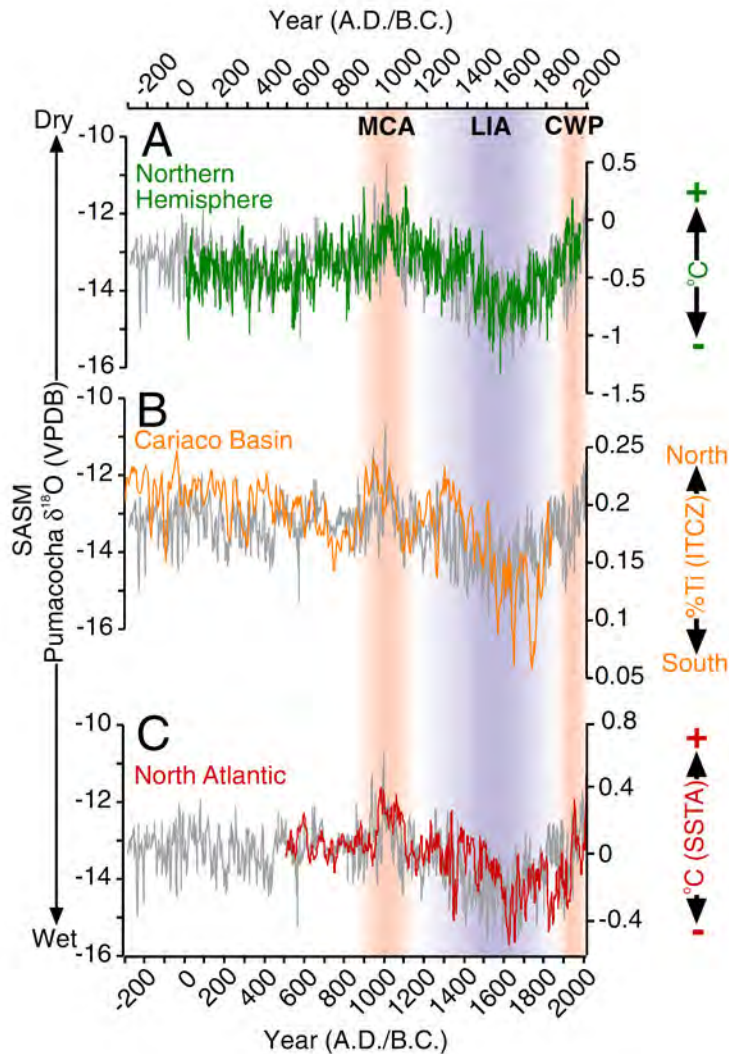 Year (A.D./B.C.)
-200 0 200 400 600 800 1000 1200 1400 1600 1800 2000
Dry
MCA LIA CWP
A
Northern
Hemisphere
-10
-12
-14
-16
0.5
0
-0.5
-1
-1.5
+
°C
-
B
Cariaco Basin
-10
-12
-14
-16
0.25
0.2
0.15
0.1
0.05
North
%Ti (ITCZ)
South
SASM
Pumacocha δ18O (VPDB)
C
North Atlantic
-10
-12
-14
-16
0.8
0.4
0
-0.4
+
°C (SSTA)
-
Wet
-200 0 200 400 600 800 1000 1200 1400 1600 1800 2000
Year (A.D./B.C.)